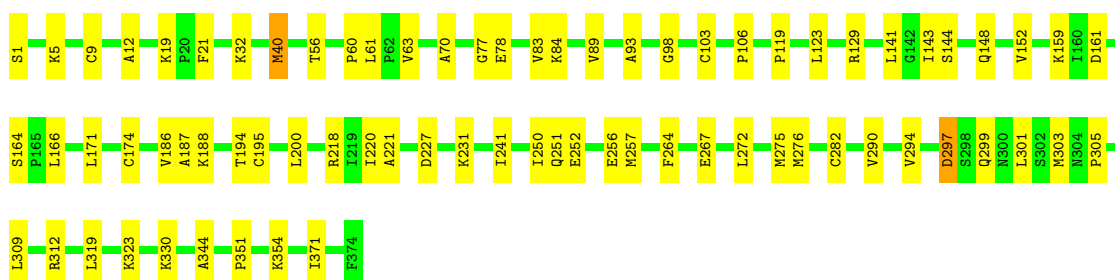 S1 K5 C9 A12 K19 P20 F21 K32 M40 T56 P60 L61 P62 V63 A70 G77 E78 V83 K84 V89 A93 G98 C103 P106 P119 L123 R129 L141 G142 I143 S144 Q148 V152 K159 I160 D161
S164 P165 L166 L171 C174 V186 A187 K188 T194 C195 L200 R218 I219 I220 A221 D227 K231 I241 I250 Q251 E252 E256 M257 F264 E267 L272 M275 M276 C282 V290 V294 D297 S298 Q299 N300 L301 S302 M303 N304 P305
L309 R312 L319 K323 K330 A344 P351 K354 I371 F374